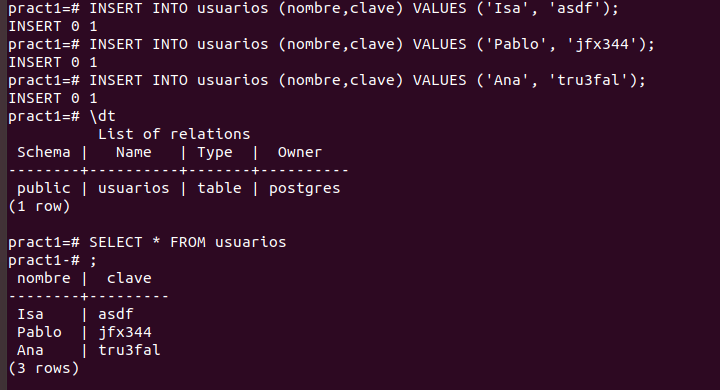 pract1=# INSERT INTO usuarios (nombre,clave) VALUES ('Isa', 'asdf');
INSERT 0 1
pract1=# INSERT INTO usuarios (nombre,clave) VALUES ('Pablo', 'jfx344');
INSERT 0 1
pract1=# INSERT INTO usuarios (nombre,clave) VALUES ('Ana', 'tru3fal');
INSERT 0 1
pract1=# \dt
          List of relations
 Schema |   Name   | Type  |  Owner
--------+----------+-------+----------
 public | usuarios | table | postgres
(1 row)

pract1=# SELECT * FROM usuarios
pract1-# ;
 nombre |  clave
--------+---------
 Isa    | asdf
 Pablo  | jfx344
 Ana    | tru3fal
(3 rows)